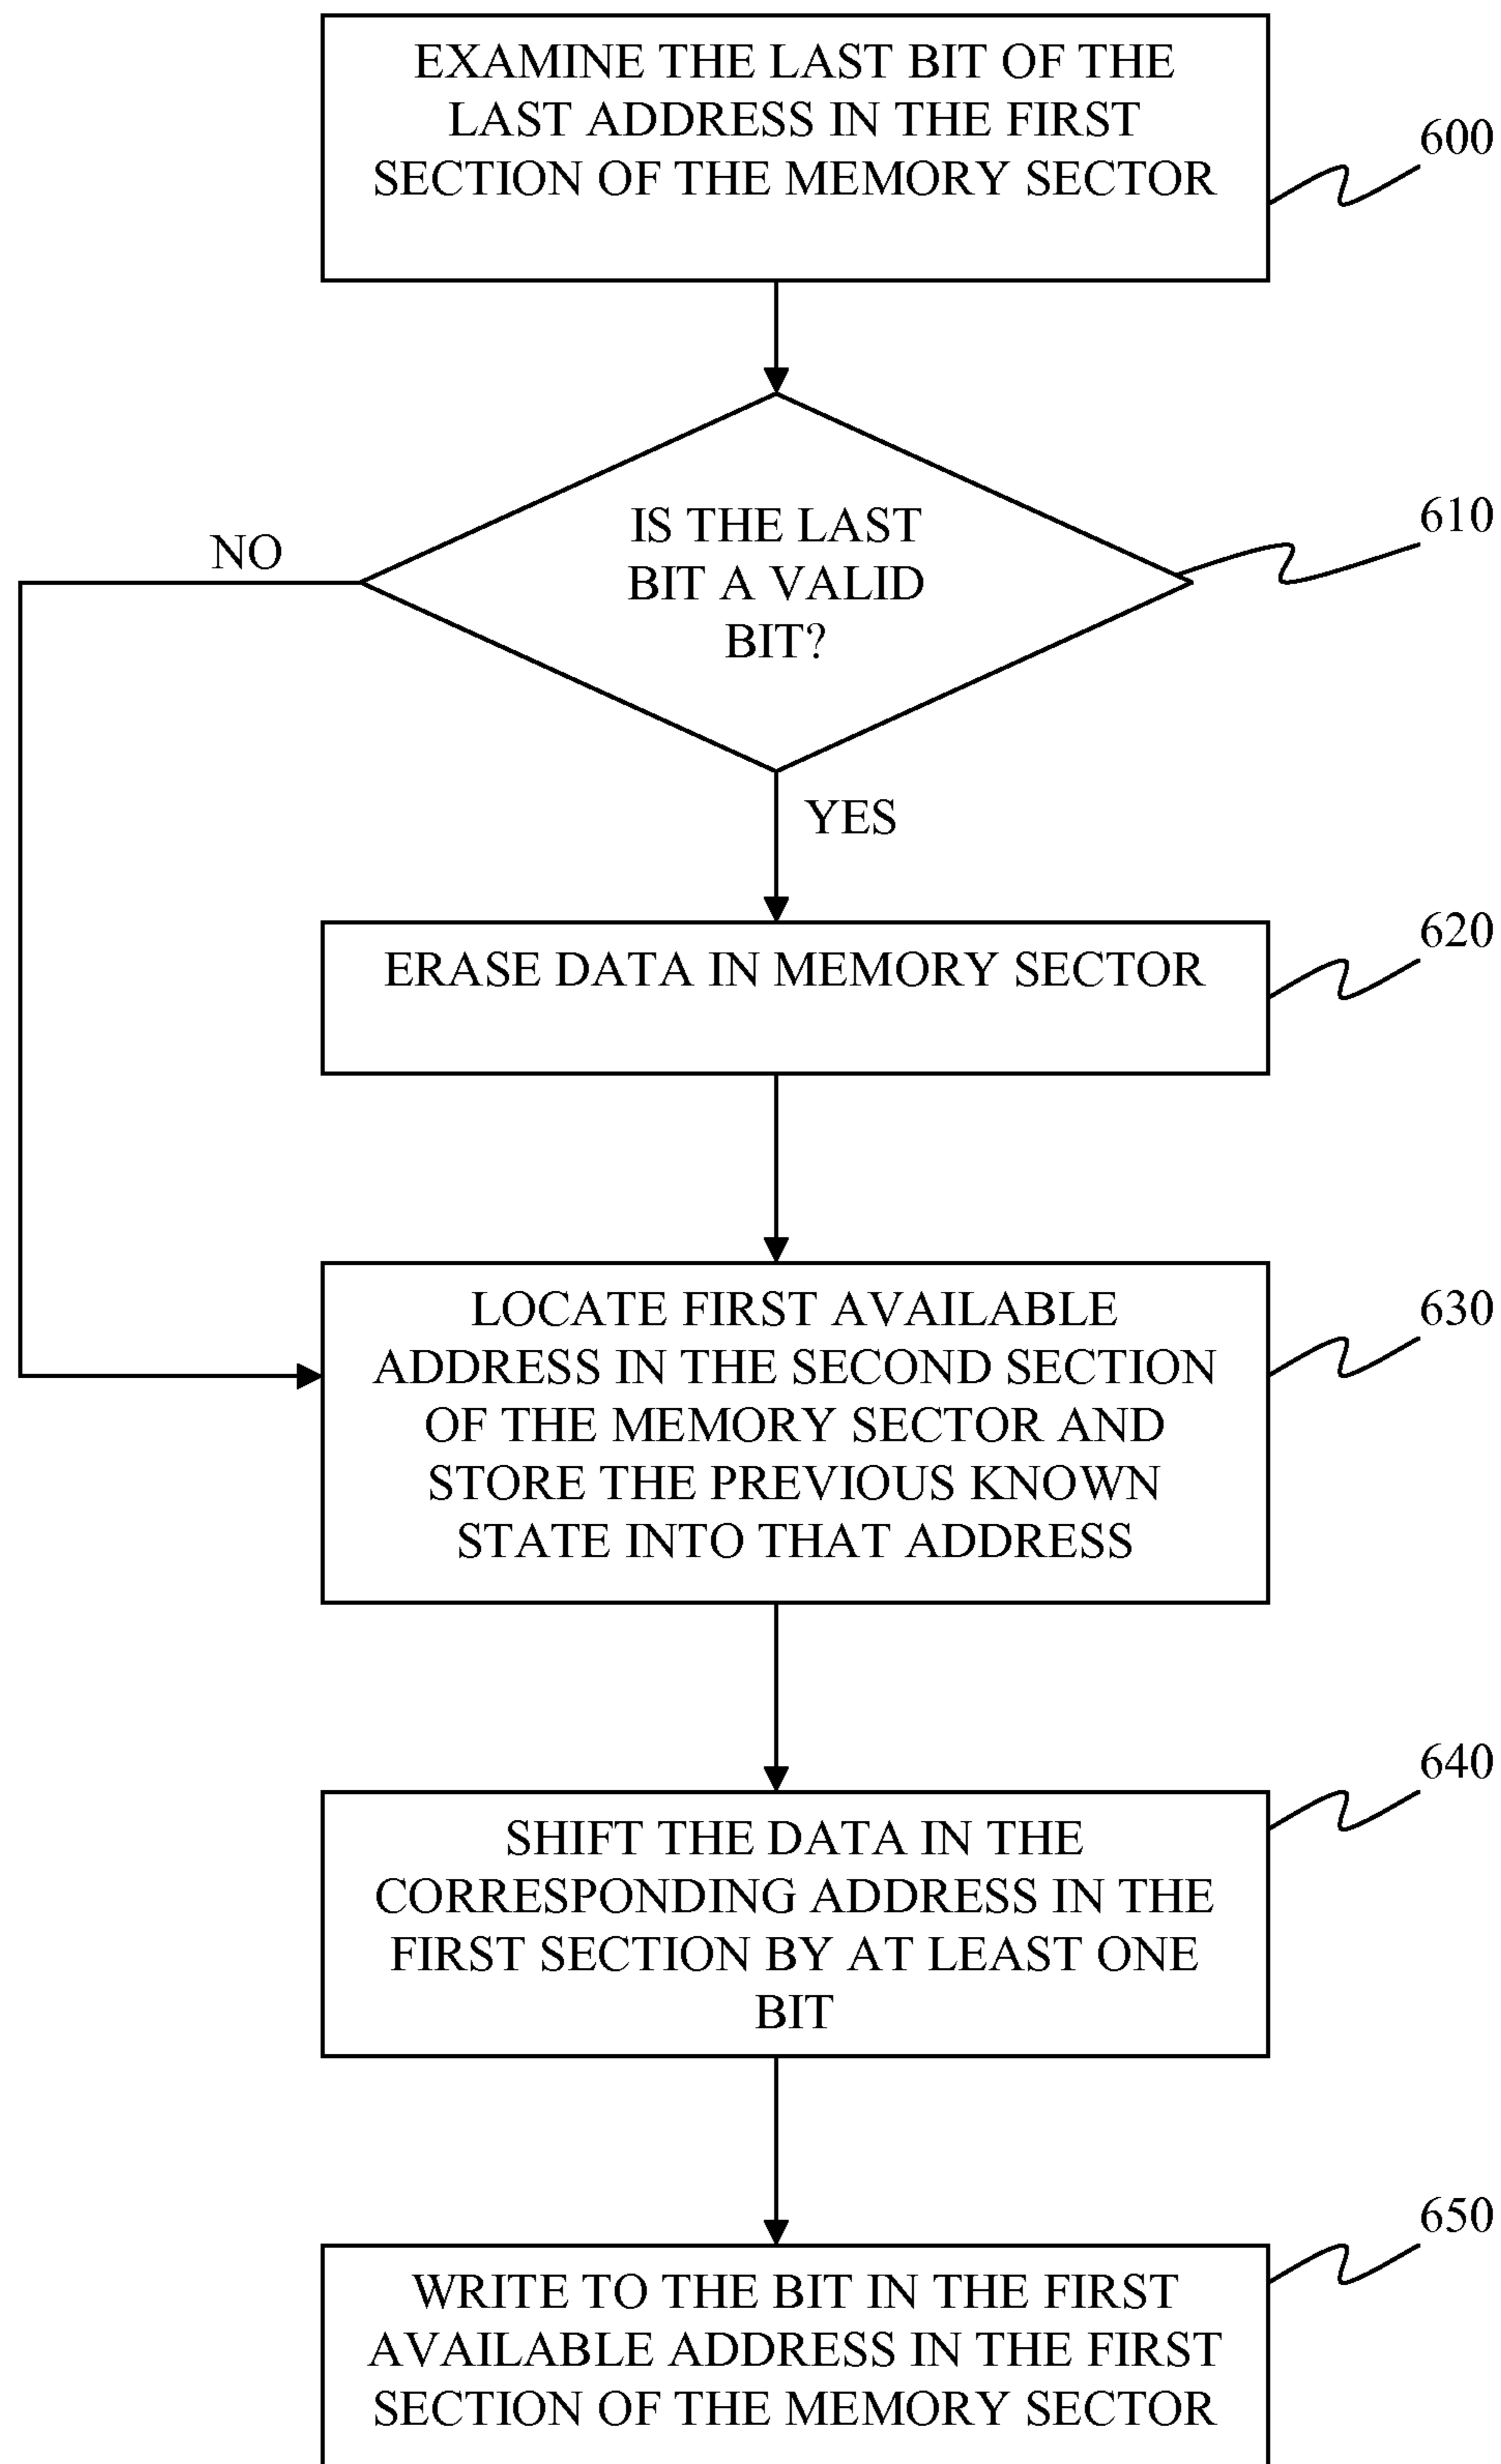 EXAMINE THE LAST BIT OF THE
LAST ADDRESS IN THE FIRST
SECTION OF THE MEMORY SECTOR
600
IS THE LAST
BIT A VALID
BIT?
610
NO
YES
ERASE DATA IN MEMORY SECTOR
620
LOCATE FIRST AVAILABLE
ADDRESS IN THE SECOND SECTION
OF THE MEMORY SECTOR AND
STORE THE PREVIOUS KNOWN
STATE INTO THAT ADDRESS
630
SHIFT THE DATA IN THE
CORRESPONDING ADDRESS IN THE
FIRST SECTION BY AT LEAST ONE
BIT
640
WRITE TO THE BIT IN THE FIRST
AVAILABLE ADDRESS IN THE FIRST
SECTION OF THE MEMORY SECTOR
650